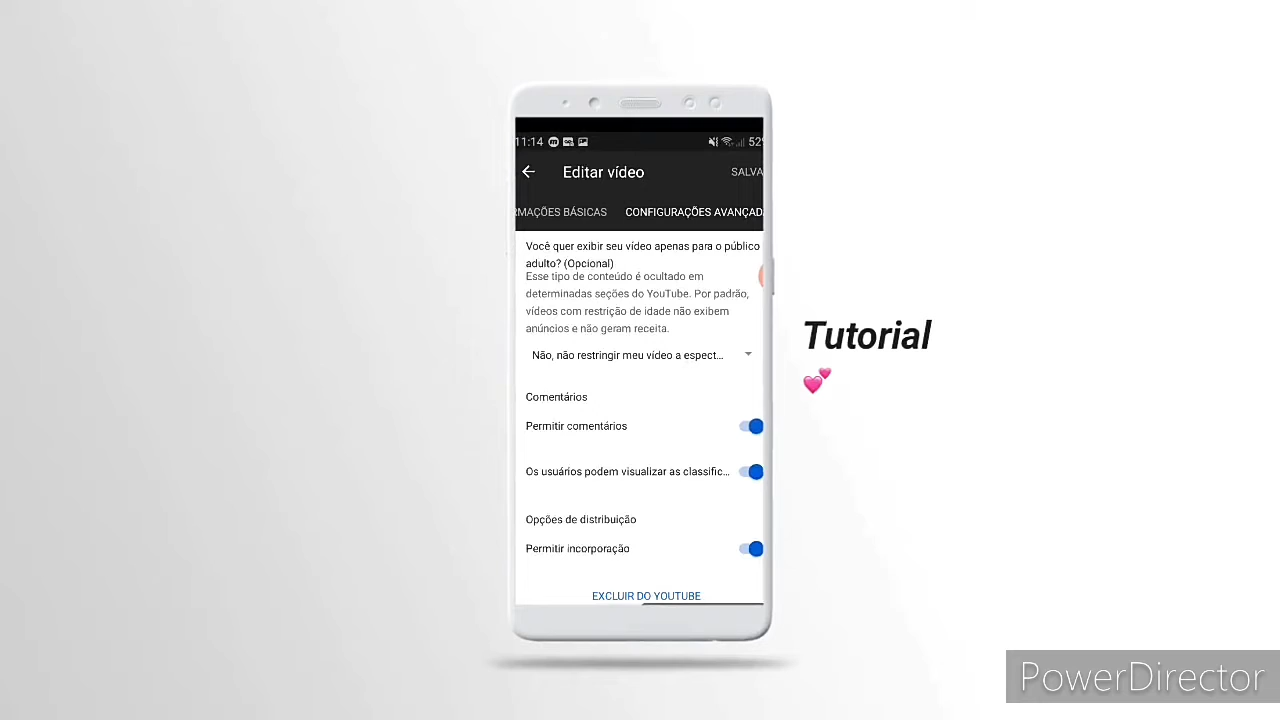 11:14
52
Editar vídeo
SALVA
RMAÇÕES BÁSICAS
CONFIGURAÇÕES AVANÇAD
Você quer exibir seu vídeo apenas para o público
adulto? (Opcional)
Esse tipo de conteúdo é ocultado em
determinadas seções do YouTube. Por padrão,
vídeos com restrição de idade não exibem
anúncios e não geram receita.
Não, não restringir meu vídeo a espect...
Comentários
Permitir comentários
Os usuários podem visualizar as classific...
Opções de distribuição
Permitir incorporação
EXCLUIR DO YOUTUBE
Tutorial
💕
PowerDirector